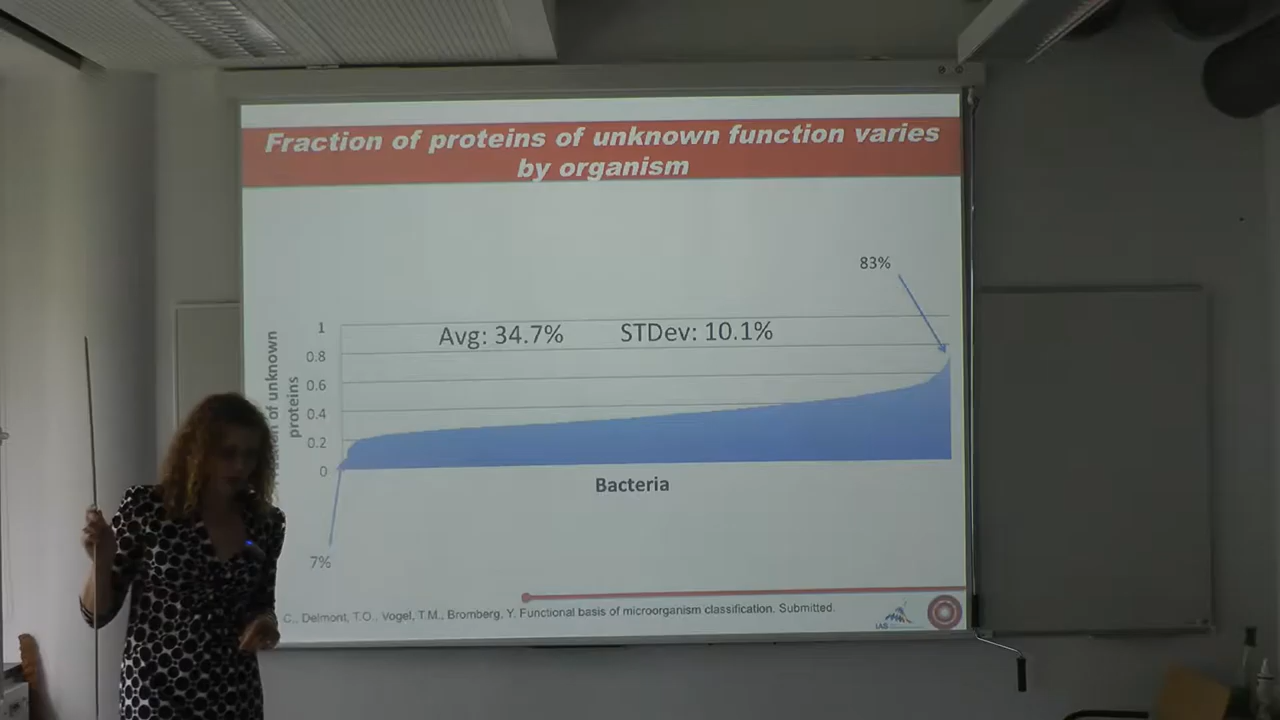 Fraction of proteins of unknown function varies
by organism
83%
Avg: 34.7% STDev: 10.1%
1
0.8
0.6
0.4
0.2
0
of unknown
proteins
Bacteria
7%
C., Delmont, T.O., Vogel, T.M., Bromberg, Y. Functional basis of microorganism classification. Submitted.
IAS